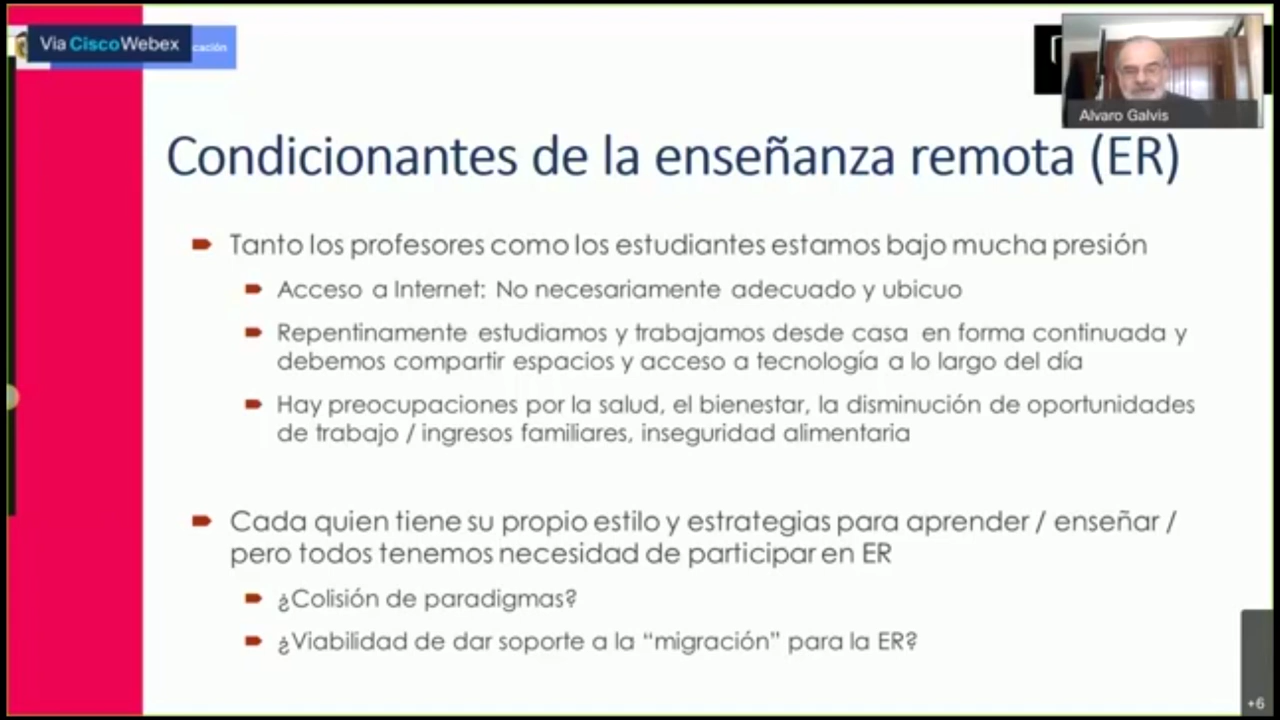 Via CiscoWebex
cación
Alvaro Galvis
Condicionantes de la enseñanza remota (ER)
Tanto los profesores como los estudiantes estamos bajo mucha presión
Acceso a Internet: No necesariamente adecuado y ubicuo
Repentinamente estudiamos y trabajamos desde casa en forma continuada y
debemos compartir espacios y acceso a tecnología a lo largo del día
Hay preocupaciones por la salud, el bienestar, la disminución de oportunidades
de trabajo / ingresos familiares, inseguridad alimentaria
Cada quien tiene su propio estilo y estrategias para aprender / enseñar /
pero todos tenemos necesidad de participar en ER
¿Colisión de paradigmas?
¿Viabilidad de dar soporte a la “migración” para la ER?
+6